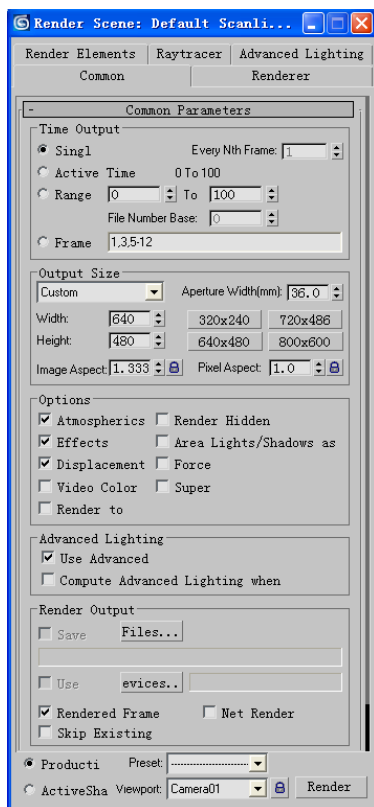 Render Scene: Default Scanli...
Render Elements Raytracer Advanced Lighting
Common Renderer
- Common Parameters
Time Output
Singl Every Nth Frame: 1
Active Time 0 To 100
Range 0 To 100
File Number Base: 0
Frame 1,3,5-12
Output Size
Custom Aperture Width(mm): 36.0
Width: 640 320x240 720x486
Height: 480 640x480 800x600
Image Aspect: 1.333 Pixel Aspect: 1.0
Options
Atmospherics Render Hidden
Effects Area Lights/Shadows as
Displacement Force
Video Color Super
Render to
Advanced Lighting
Use Advanced
Compute Advanced Lighting when
Render Output
Save Files...
Use evices..
Rendered Frame Net Render
Skip Existing
Producti Preset: -------------------------
ActiveSha Viewport: Camera01 Render